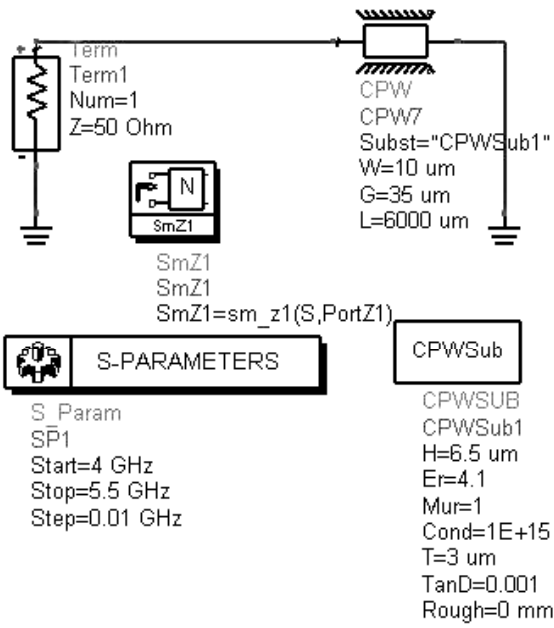 Term
Term1
Num=1
Z=50 Ohm
CPW
CPW7
Subst="CPWSub1"
W=10 um
G=35 um
L=6000 um
N
SmZ1
SmZ1
SmZ1
SmZ1=sm_z1(S,PortZ1)
S-PARAMETERS
S_Param
SP1
Start=4 GHz
Stop=5.5 GHz
Step=0.01 GHz
CPWSub
CPWSUB
CPWSub1
H=6.5 um
Er=4.1
Mur=1
Cond=1E+15
T=3 um
TanD=0.001
Rough=0 mm